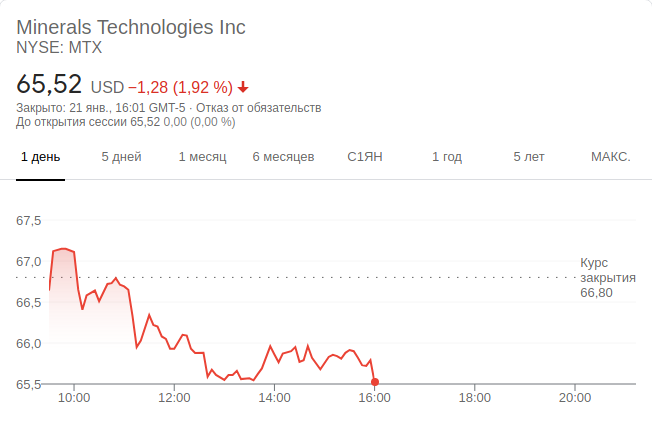 Minerals Technologies Inc
NYSE: MTX
65,52 USD −1,28 (1,92 %)
Закрыто: 21 янв., 16:01 GMT-5 · Отказ от обязательств
До открытия сессии 65,52 0,00 (0,00 %)
1 день 5 дней 1 месяц 6 месяцев С1ЯН 1 год 5 лет МАКС.
67,5
67,0
66,5
66,0
65,5
Курс
закрытия
66,80
10:00 12:00 14:00 16:00 18:00 20:00